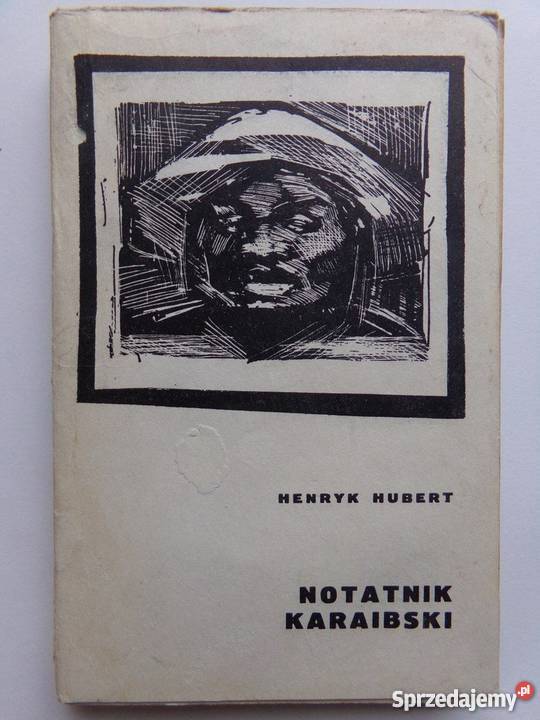 HENRYK HUBERT
NOTATNIK
KARAIBSKI
Sprzedajemy.pl